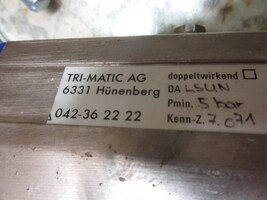 TRI-MATIC AG
6331 Hünenberg
042-36 22 22
doppeltwirkend
DA LSUN
Pmin. 5 bar
Kenn-Z. 7.071